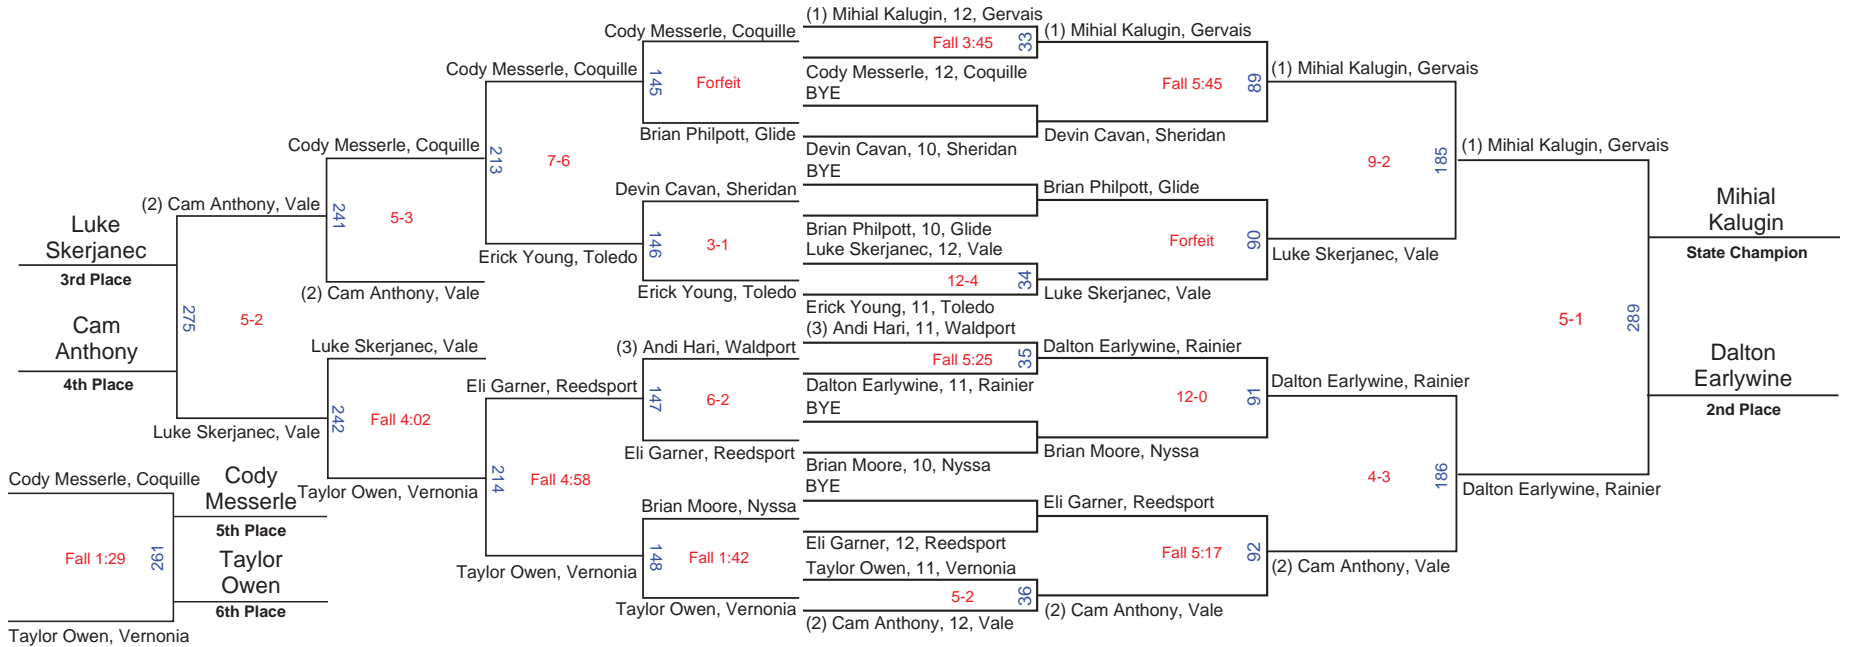 (1) Mihial Kalugin, 12, Gervais
Fall 3:45
33
Cody Messerle, 12, Coquille
BYE
Devin Cavan, 10, Sheridan
BYE
Brian Philpott, 10, Glide
Luke Skerjanec, 12, Vale
12-4
34
Erick Young, 11, Toledo
(3) Andi Hari, 11, Waldport
Fall 5:25
35
Dalton Earlywine, 11, Rainier
BYE
Brian Moore, 10, Nyssa
BYE
Eli Garner, 12, Reedsport
Taylor Owen, 11, Vernonia
5-2
36
(2) Cam Anthony, 12, Vale
(1) Mihial Kalugin, Gervais
Fall 5:45
89
Devin Cavan, Sheridan
Brian Philpott, Glide
Forfeit
90
Luke Skerjanec, Vale
Dalton Earlywine, Rainier
12-0
91
Brian Moore, Nyssa
Eli Garner, Reedsport
Fall 5:17
92
(2) Cam Anthony, Vale
(1) Mihial Kalugin, Gervais
9-2
185
Luke Skerjanec, Vale
Dalton Earlywine, Rainier
4-3
186
(2) Cam Anthony, Vale
(1) Mihial Kalugin, Gervais
5-1
289
Dalton Earlywine, Rainier
Mihial
Kalugin
State Champion
Dalton
Earlywine
2nd Place
Cody Messerle, Coquille
Forfeit
145
Brian Philpott, Glide
Devin Cavan, Sheridan
3-1
146
Erick Young, Toledo
(3) Andi Hari, Waldport
6-2
147
Eli Garner, Reedsport
Brian Moore, Nyssa
Fall 1:42
148
Taylor Owen, Vernonia
Cody Messerle, Coquille
7-6
213
Erick Young, Toledo
Eli Garner, Reedsport
Fall 4:58
214
Taylor Owen, Vernonia
Cody Messerle, Coquille
5-3
241
(2) Cam Anthony, Vale
Luke Skerjanec, Vale
Fall 4:02
242
Taylor Owen, Vernonia
(2) Cam Anthony, Vale
5-2
275
Luke Skerjanec, Vale
Luke
Skerjanec
3rd Place
Cam
Anthony
4th Place
Cody Messerle, Coquille
Fall 1:29
261
Taylor Owen, Vernonia
Cody
Messerle
5th Place
Taylor
Owen
6th Place